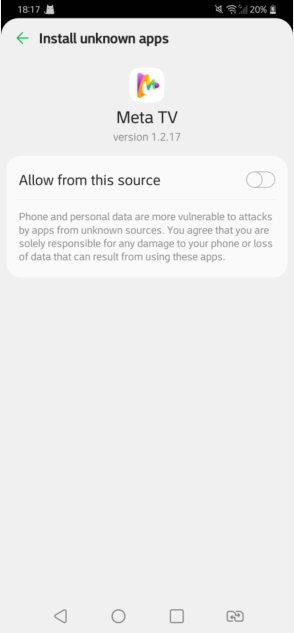 18:17 20%
Install unknown apps
Meta TV
version 1.2.17
Allow from this source
Phone and personal data are more vulnerable to attacks
by apps from unknown sources. You agree that you are
solely responsible for any damage to your phone or loss
of data that can result from using these apps.